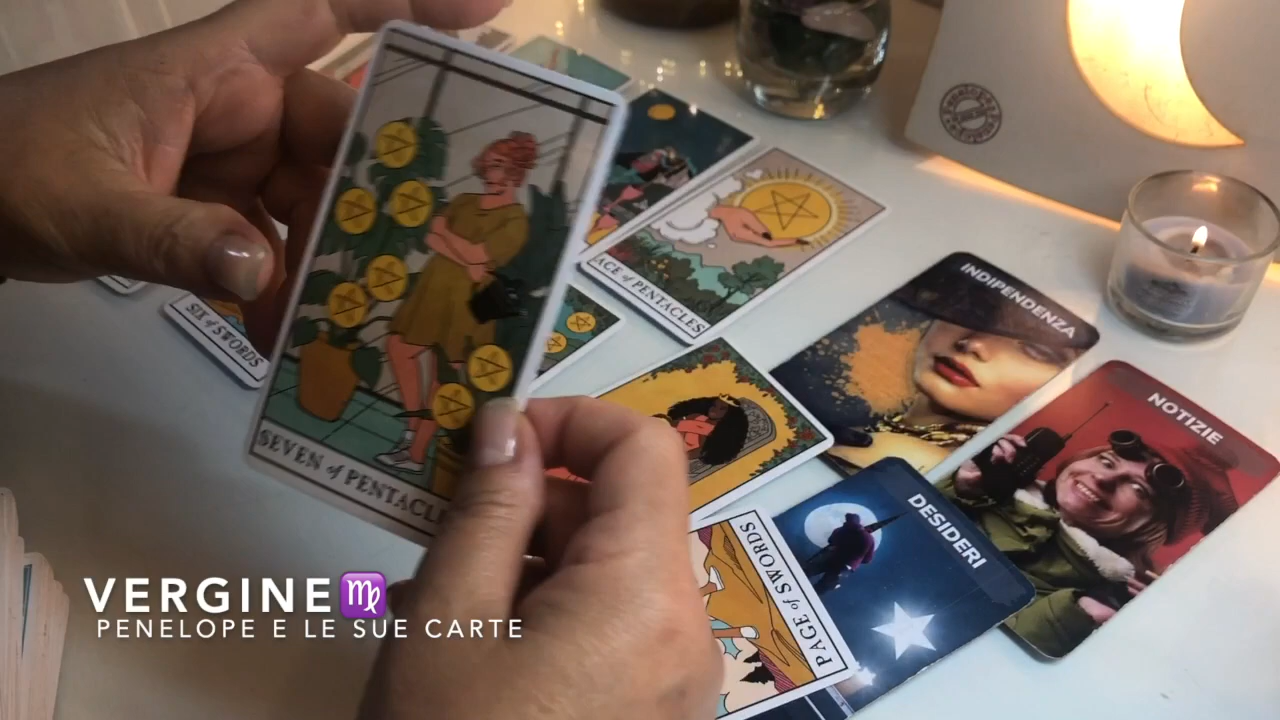 INDIPENDENZA
ACE of PENTACLES
SIX of SWORDS
NOTIZIE
SEVEN of PENTACL
DESIDERI
PAGE of SWORDS
VERGINE♍
PENELOPE E LE SUE CARTE